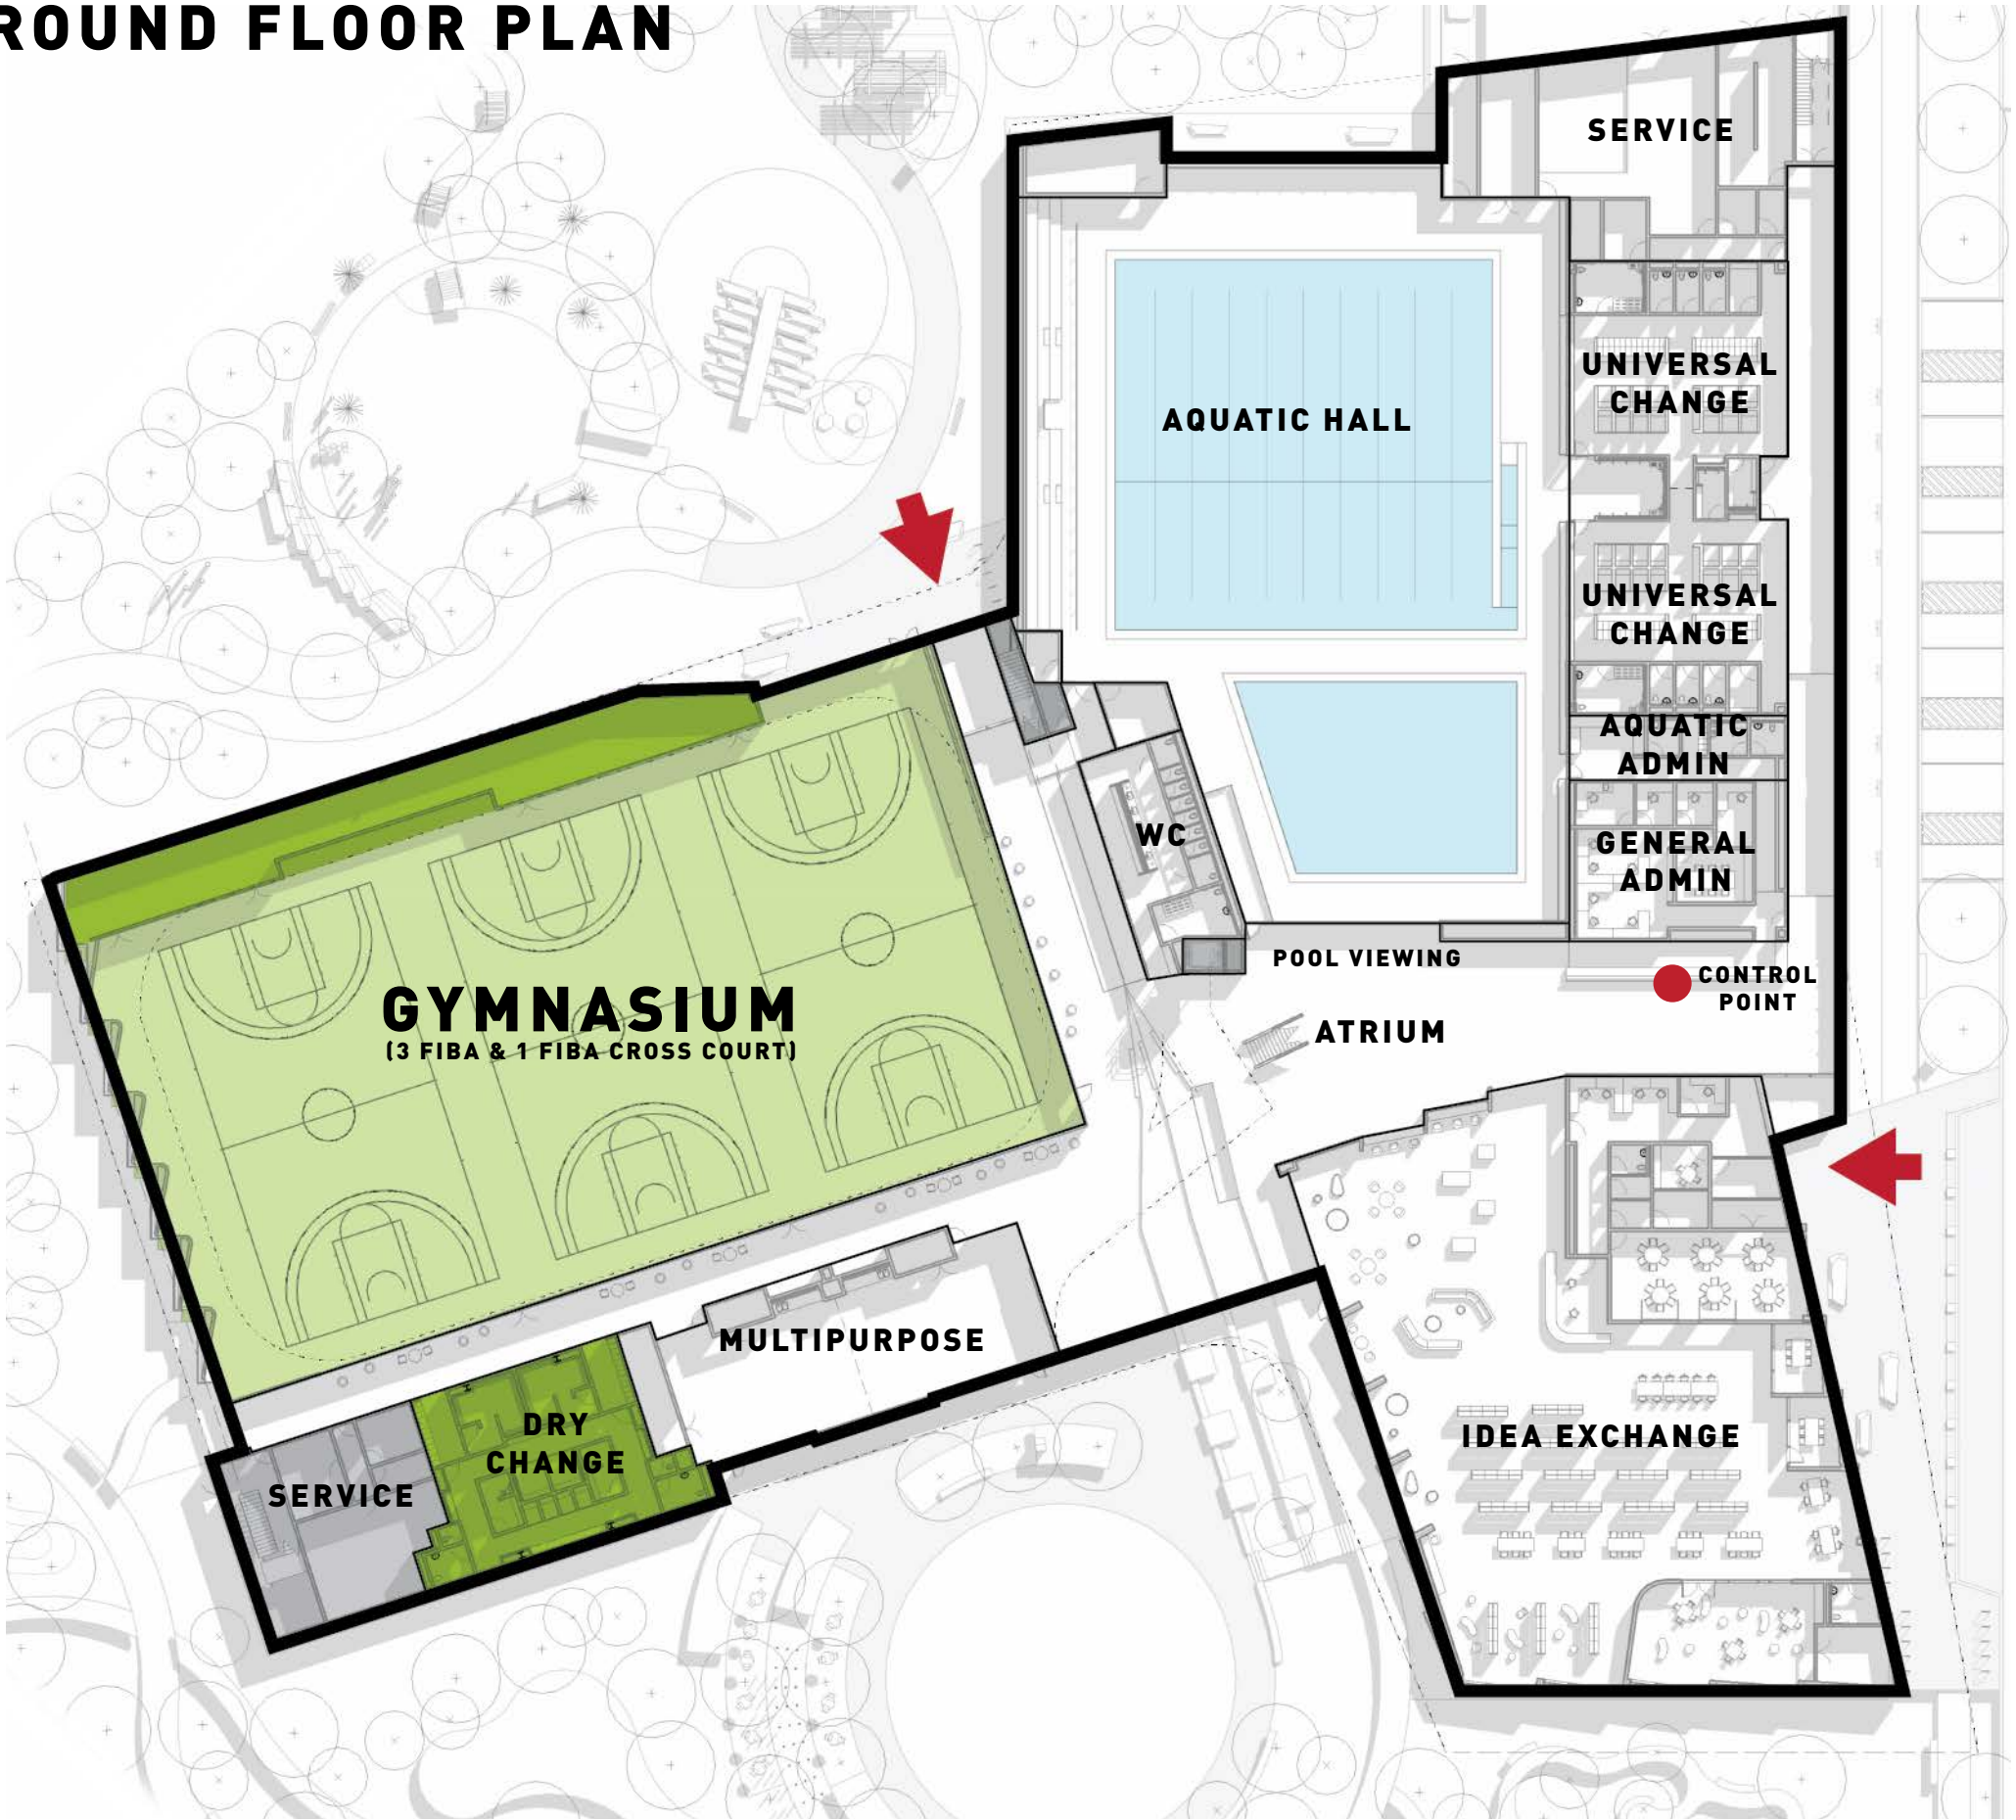 ROUND FLOOR PLAN
SERVICE
UNIVERSAL
CHANGE
AQUATIC HALL
UNIVERSAL
CHANGE
AQUATIC
ADMIN
WC
GENERAL
ADMIN
POOL VIEWING
CONTROL
POINT
GYMNASIUM
(3 FIBA & 1 FIBA CROSS COURT)
ATRIUM
MULTIPURPOSE
DRY
CHANGE
IDEA EXCHANGE
SERVICE